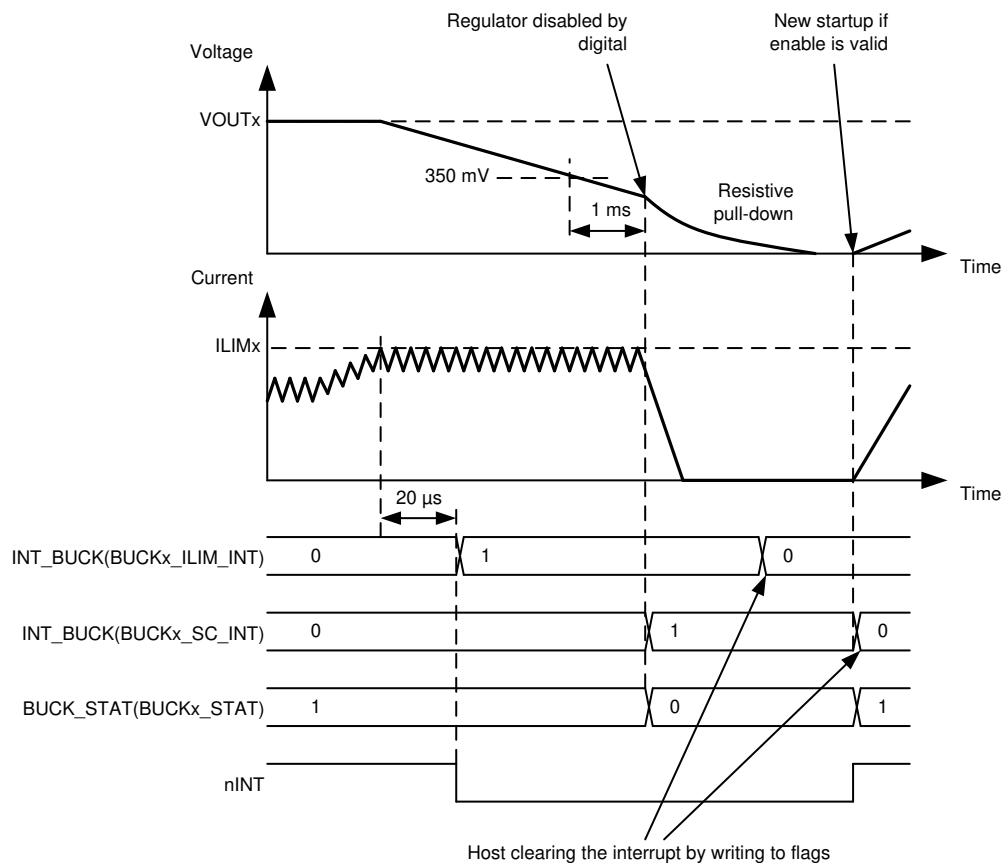 Regulator disabled by
digital
New startup if
enable is valid
Voltage
VOUTx
350 mV
1 ms
Resistive
pull-down
Time
Current
ILIMx
Time
20 µs
INT_BUCK(BUCKx_ILIM_INT) 0 1 0
INT_BUCK(BUCKx_SC_INT) 0 1 0
BUCK_STAT(BUCKx_STAT) 1 0 1
nINT
Host clearing the interrupt by writing to flags